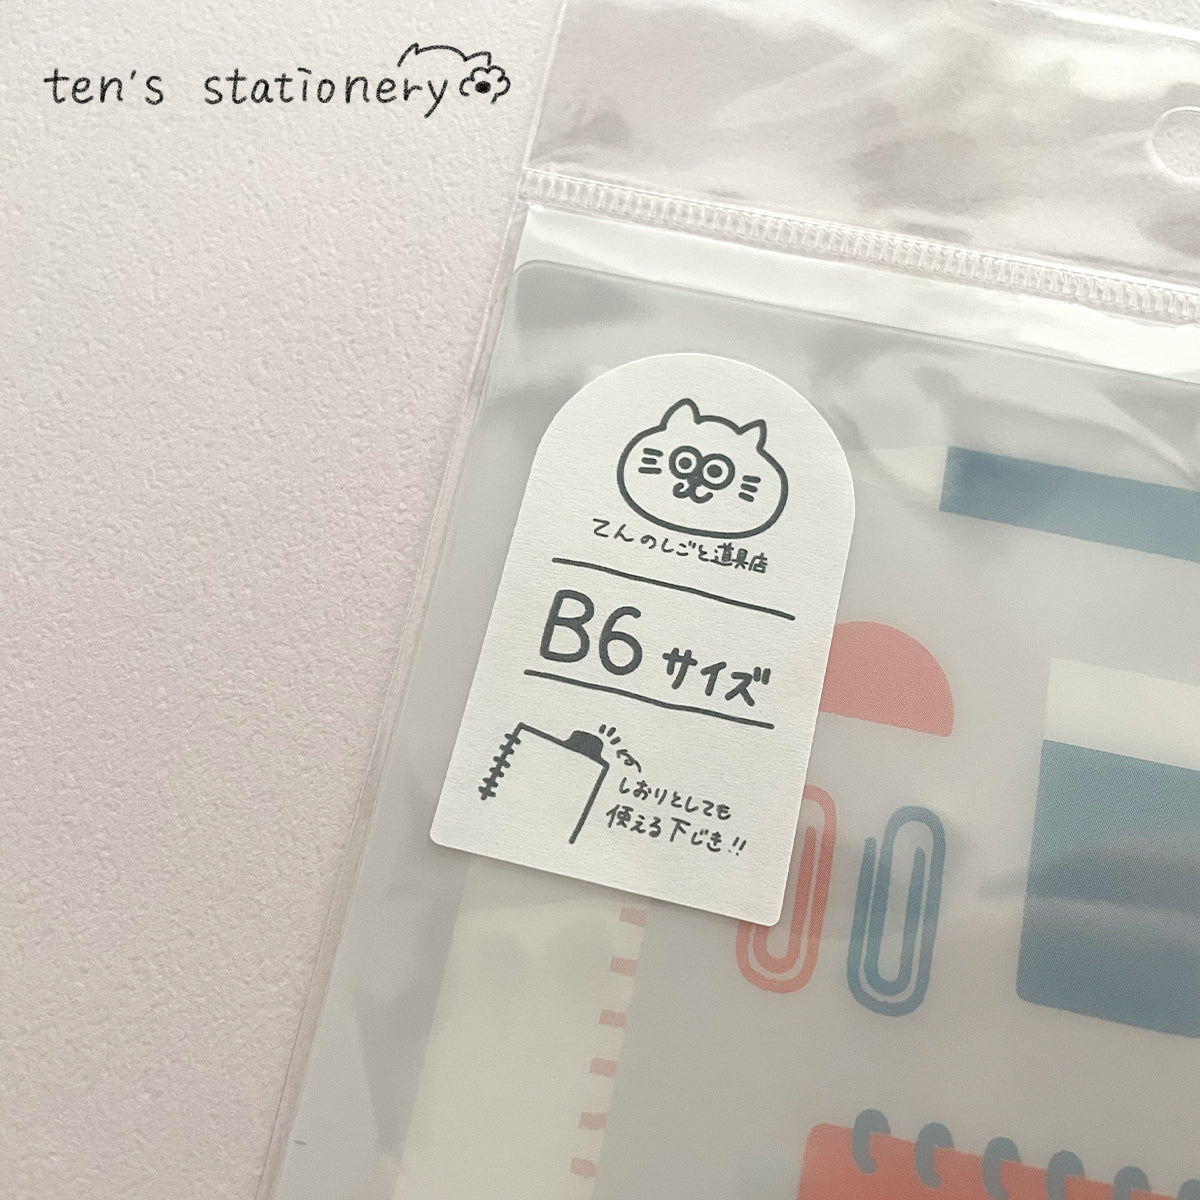 ten's stationery
てんのしごと道具店
B6 サイズ
しおりとしても
使える下じき!!